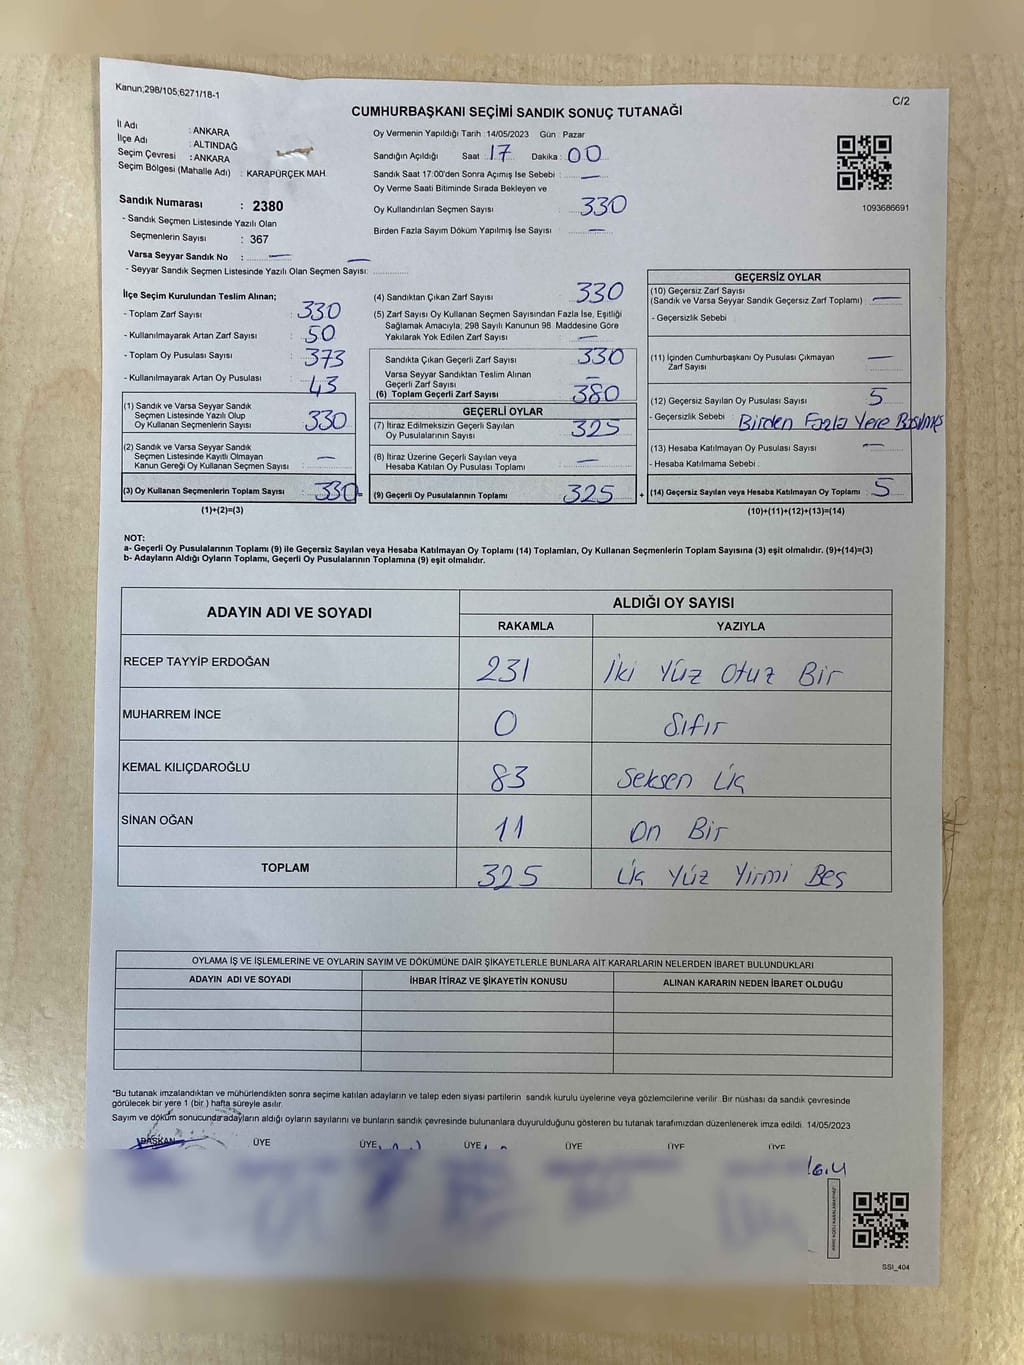 Kanun;298/105,6271/18-1
C/2
CUMHURBAŞKANI SEÇİMİ SANDIK SONUÇ TUTANAĞI
İl Adı : ANKARA
İlçe Adı : ALTINDAĞ
Seçim Çevresi : ANKARA
Seçim Bölgesi (Mahalle Adı) : KARAPÜRÇEK MAH.
Sandık Numarası : 2380
- Sandık Seçmen Listesinde Yazılı Olan
Seçmenlerin Sayısı : 367
Varsa Seyyar Sandık No : —
- Seyyar Sandık Seçmen Listesinde Yazılı Olan Seçmen Sayısı: —
Oy Vermenin Yapıldığı Tarih :14/05/2023 Gün : Pazar
Sandığın Açıldığı Saat : 17 Dakika : 00
Sandık Saat 17:00'den Sonra Açımış İse Sebebi : —
Oy Verme Saati Bitiminde Sırada Bekleyen ve
Oy Kullandırılan Seçmen Sayısı 330
Birden Fazla Sayım Döküm Yapılmış İse Sayısı —
1093686691
İlçe Seçim Kurulundan Teslim Alınan;
- Toplam Zarf Sayısı : 330
- Kullanılmayarak Artan Zarf Sayısı : 50
- Toplam Oy Pusulası Sayısı : 373
- Kullanılmayarak Artan Oy Pusulası : 43
(1) Sandık ve Varsa Seyyar Sandık
Seçmen Listesinde Yazılı Olup
Oy Kullanan Seçmenlerin Sayısı : 330
(2) Sandık ve Varsa Seyyar Sandık
Seçmen Listesinde Kayıtlı Olmayan
Kanun Gereği Oy Kullanan Seçmen Sayısı : —
(3) Oy Kullanan Seçmenlerin Toplam Sayısı : 330
(1)+(2)=(3)
(4) Sandıktan Çıkan Zarf Sayısı 330
(5) Zarf Sayısı Oy Kullanan Seçmen Sayısından Fazla İse, Eşitliği
Sağlamak Amacıyla; 298 Sayılı Kanunun 98. Maddesine Göre
Yakılarak Yok Edilen Zarf Sayısı —
Sandıkta Çıkan Geçerli Zarf Sayısı 330
Varsa Seyyar Sandıktan Teslim Alınan
Geçerli Zarf Sayısı —
(6) Toplam Geçerli Zarf Sayısı 380
GEÇERLİ OYLAR
(7) İtiraz Edilmeksizin Geçerli Sayılan
Oy Pusulalarının Sayısı 325
(8) İtiraz Üzerine Geçerli Sayılan veya
Hesaba Katılan Oy Pusulası Toplamı —
(9) Geçerli Oy Pusulalarının Toplamı 325 +
GEÇERSİZ OYLAR
(10) Geçersiz Zarf Sayısı
(Sandık ve Varsa Seyyar Sandık Geçersiz Zarf Toplamı) : —
- Geçersizlik Sebebi :
(11) İçinden Cumhurbaşkanı Oy Pusulası Çıkmayan
Zarf Sayısı —
(12) Geçersiz Sayılan Oy Pusulası Sayısı 5
- Geçersizlik Sebebi : Birden Fazla Yere Basılmış
(13) Hesaba Katılmayan Oy Pusulası Sayısı —
- Hesaba Katılmama Sebebi :
(14) Geçersiz Sayılan veya Hesaba Katılmayan Oy Toplamı : 5
(10)+(11)+(12)+(13)=(14)
NOT:
a- Geçerli Oy Pusulalarının Toplamı (9) ile Geçersiz Sayılan veya Hesaba Katılmayan Oy Toplamı (14) Toplamları, Oy Kullanan Seçmenlerin Toplam Sayısına (3) eşit olmalıdır. (9)+(14)=(3)
b- Adayların Aldığı Oyların Toplamı, Geçerli Oy Pusulalarının Toplamına (9) eşit olmalıdır.
ADAYIN ADI VE SOYADI ALDIĞI OY SAYISI
RAKAMLA YAZIYLA
RECEP TAYYİP ERDOĞAN 231 İki Yüz Otuz Bir
MUHARREM İNCE 0 Sıfır
KEMAL KILIÇDAROĞLU 83 Seksen Üç
SİNAN OĞAN 11 On Bir
TOPLAM 325 Üç Yüz Yirmi Beş
OYLAMA İŞ VE İŞLEMLERİNE VE OYLARIN SAYIM VE DÖKÜMÜNE DAİR ŞİKAYETLERLE BUNLARA AİT KARARLARIN NELERDEN İBARET BULUNDUKLARI
ADAYIN ADI VE SOYADI İHBAR İTİRAZ VE ŞİKAYETİN KONUSU ALINAN KARARIN NEDEN İBARET OLDUĞU
*Bu tutanak imzalandıktan ve mühürlendikten sonra seçime katılan adayların ve talep eden siyasi partilerin sandık kurulu üyelerine veya gözlemcilerine verilir. Bir nüshası da sandık çevresinde
görülecek bir yere 1 (bir ) hafta süreyle asılır.
Sayım ve döküm sonucunda adayların aldığı oyların sayılarını ve bunların sandık çevresinde bulunanlara duyurulduğunu gösteren bu tutanak tarafımızdan düzenlenerek imza edildi. 14/05/2023
BAŞKAN ÜYE ÜYE ÜYE ÜYE ÜYE ÜYE
SSI_404